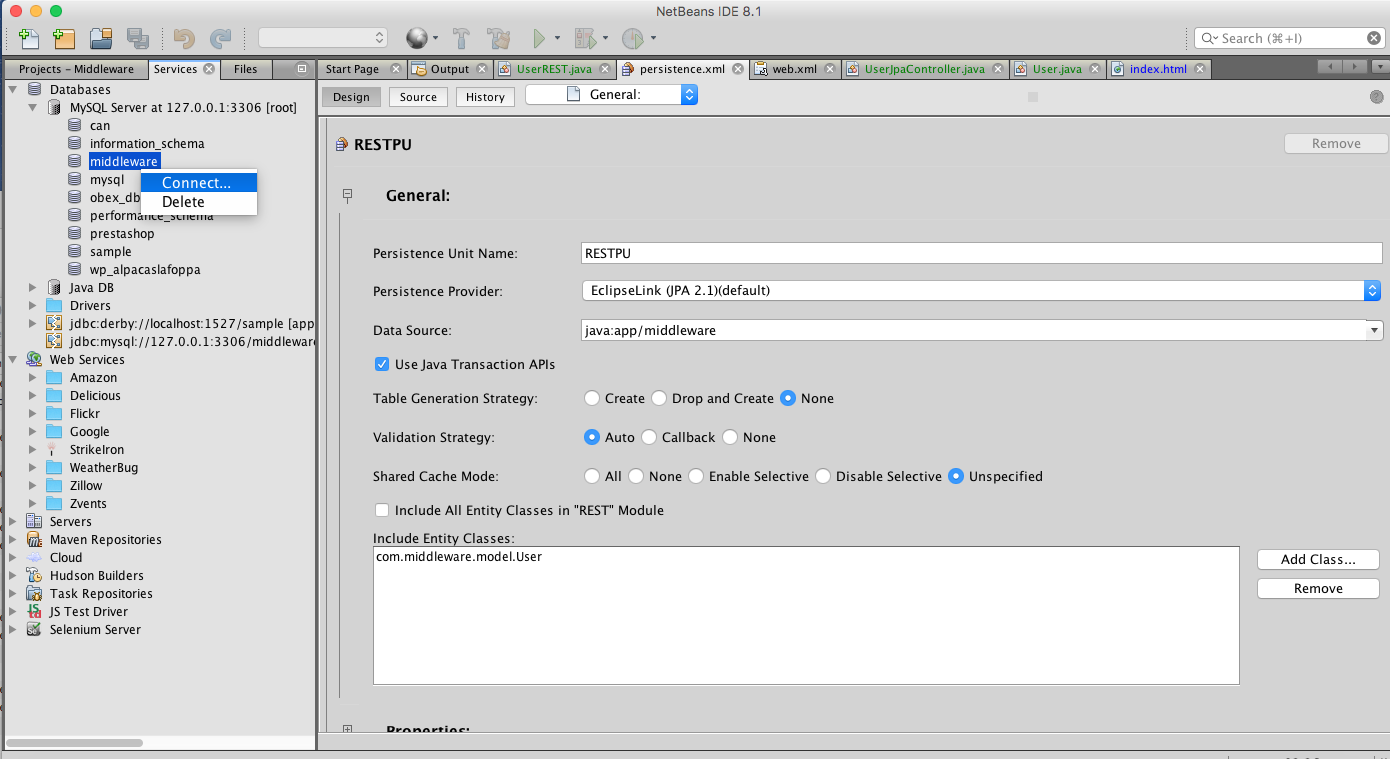 NetBeans IDE 8.1
Search (⌘+I)
Projects – Middleware
Services
Files
Start Page
Output
UserREST.java
persistence.xml
web.xml
UserJpaController.java
User.java
index.html
Design
Source
History
General:
Databases
MySQL Server at 127.0.0.1:3306 [root]
can
information_schema
middleware
mysql
Connect...
obex_db
Delete
performance_schema
prestashop
sample
wp_alpacaslafoppa
Java DB
Drivers
jdbc:derby://localhost:1527/sample [app
jdbc:mysql://127.0.0.1:3306/middleware
Web Services
Amazon
Delicious
Flickr
Google
StrikeIron
WeatherBug
Zillow
Zvents
Servers
Maven Repositories
Cloud
Hudson Builders
Task Repositories
JS Test Driver
Selenium Server
RESTPU
Remove
General:
Persistence Unit Name:
RESTPU
Persistence Provider:
EclipseLink (JPA 2.1)(default)
Data Source:
java:app/middleware
Use Java Transaction APIs
Table Generation Strategy:
Create
Drop and Create
None
Validation Strategy:
Auto
Callback
None
Shared Cache Mode:
All
None
Enable Selective
Disable Selective
Unspecified
Include All Entity Classes in "REST" Module
Include Entity Classes:
com.middleware.model.User
Add Class...
Remove
Properties: